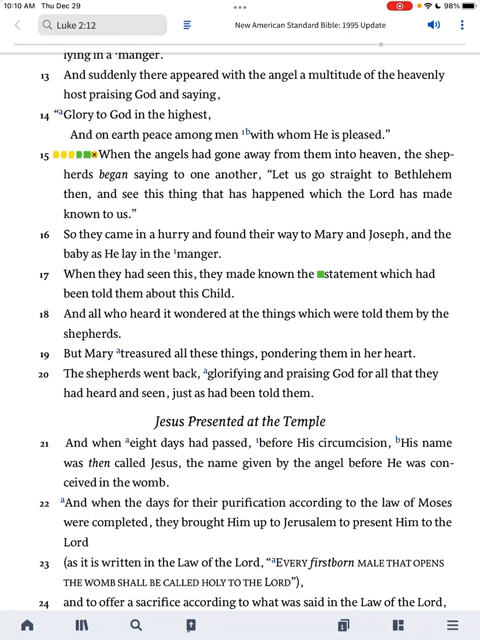 10:10 AM Thu Dec 29
98%
Luke 2:12
New American Standard Bible: 1995 Update
lying in a ¹manger.
13 And suddenly there appeared with the angel a multitude of the heavenly
host praising God and saying,
14 “ᵃGlory to God in the highest,
And on earth peace among men ¹ᵇwith whom He is pleased.”
15 When the angels had gone away from them into heaven, the shep-
herds began saying to one another, “Let us go straight to Bethlehem
then, and see this thing that has happened which the Lord has made
known to us.”
16 So they came in a hurry and found their way to Mary and Joseph, and the
baby as He lay in the ¹manger.
17 When they had seen this, they made known the statement which had
been told them about this Child.
18 And all who heard it wondered at the things which were told them by the
shepherds.
19 But Mary ᵃtreasured all these things, pondering them in her heart.
20 The shepherds went back, ᵃglorifying and praising God for all that they
had heard and seen, just as had been told them.
Jesus Presented at the Temple
21 And when ᵃeight days had passed, ¹before His circumcision, ᵇHis name
was then called Jesus, the name given by the angel before He was con-
ceived in the womb.
22 ᵃAnd when the days for their purification according to the law of Moses
were completed, they brought Him up to Jerusalem to present Him to the
Lord
23 (as it is written in the Law of the Lord, “ᵃEVERY firstborn MALE THAT OPENS
THE WOMB SHALL BE CALLED HOLY TO THE LORD”),
24 and to offer a sacrifice according to what was said in the Law of the Lord,